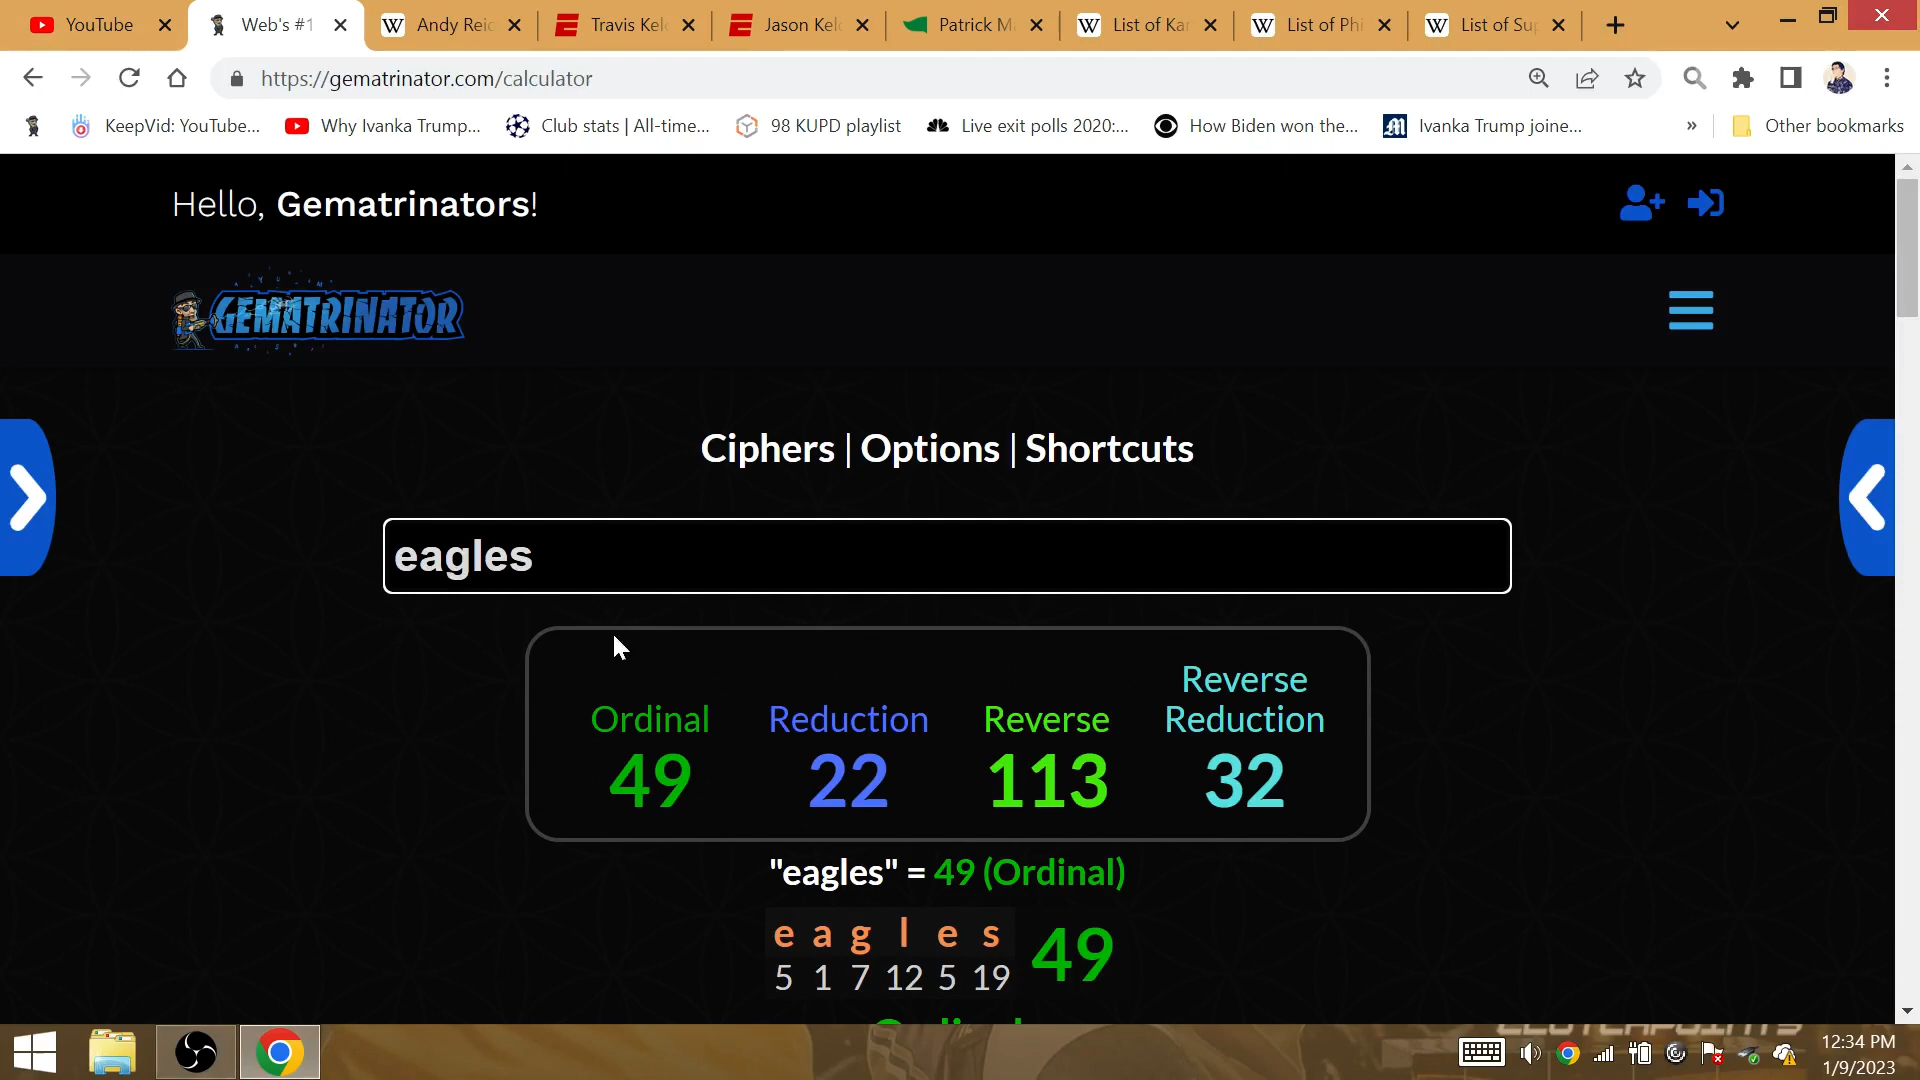 YouTube
Web's #1
Andy Reic
Travis Kel
Jason Kel
Patrick M
List of Kar
List of Phi
List of Sup
https://gematrinator.com/calculator
KeepVid: YouTube...
Why Ivanka Trump...
Club stats | All-time...
98 KUPD playlist
Live exit polls 2020:...
How Biden won the...
Ivanka Trump joine...
»
Other bookmarks
Hello, Gematrinators!
GEMATRINATOR
Ciphers | Options | Shortcuts
eagles
Ordinal
49
Reduction
22
Reverse
113
Reverse
Reduction
32
"eagles" = 49 (Ordinal)
e a g l e s
5 1 7 12 5 19
49
12:34 PM
1/9/2023